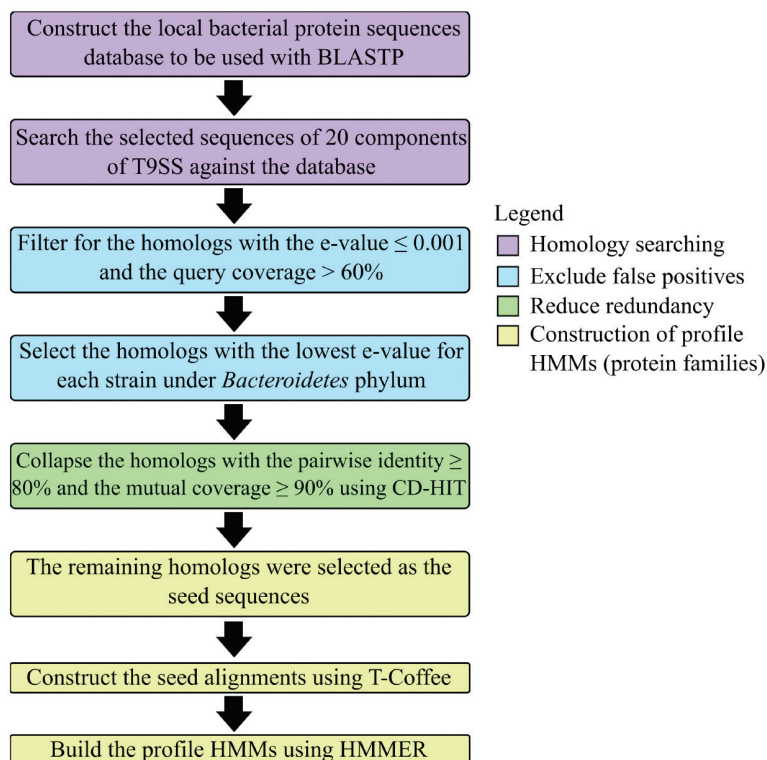 Construct the local bacterial protein sequences
database to be used with BLASTP
Search the selected sequences of 20 components
of T9SS against the database
Filter for the homologs with the e-value ≤ 0.001
and the query coverage > 60%
Select the homologs with the lowest e-value for
each strain under Bacteroidetes phylum
Collapse the homologs with the pairwise identity ≥
80% and the mutual coverage ≥ 90% using CD-HIT
The remaining homologs were selected as the
seed sequences
Construct the seed alignments using T-Coffee
Build the profile HMMs using HMMER
Legend
Homology searching
Exclude false positives
Reduce redundancy
Construction of profile
HMMs (protein families)